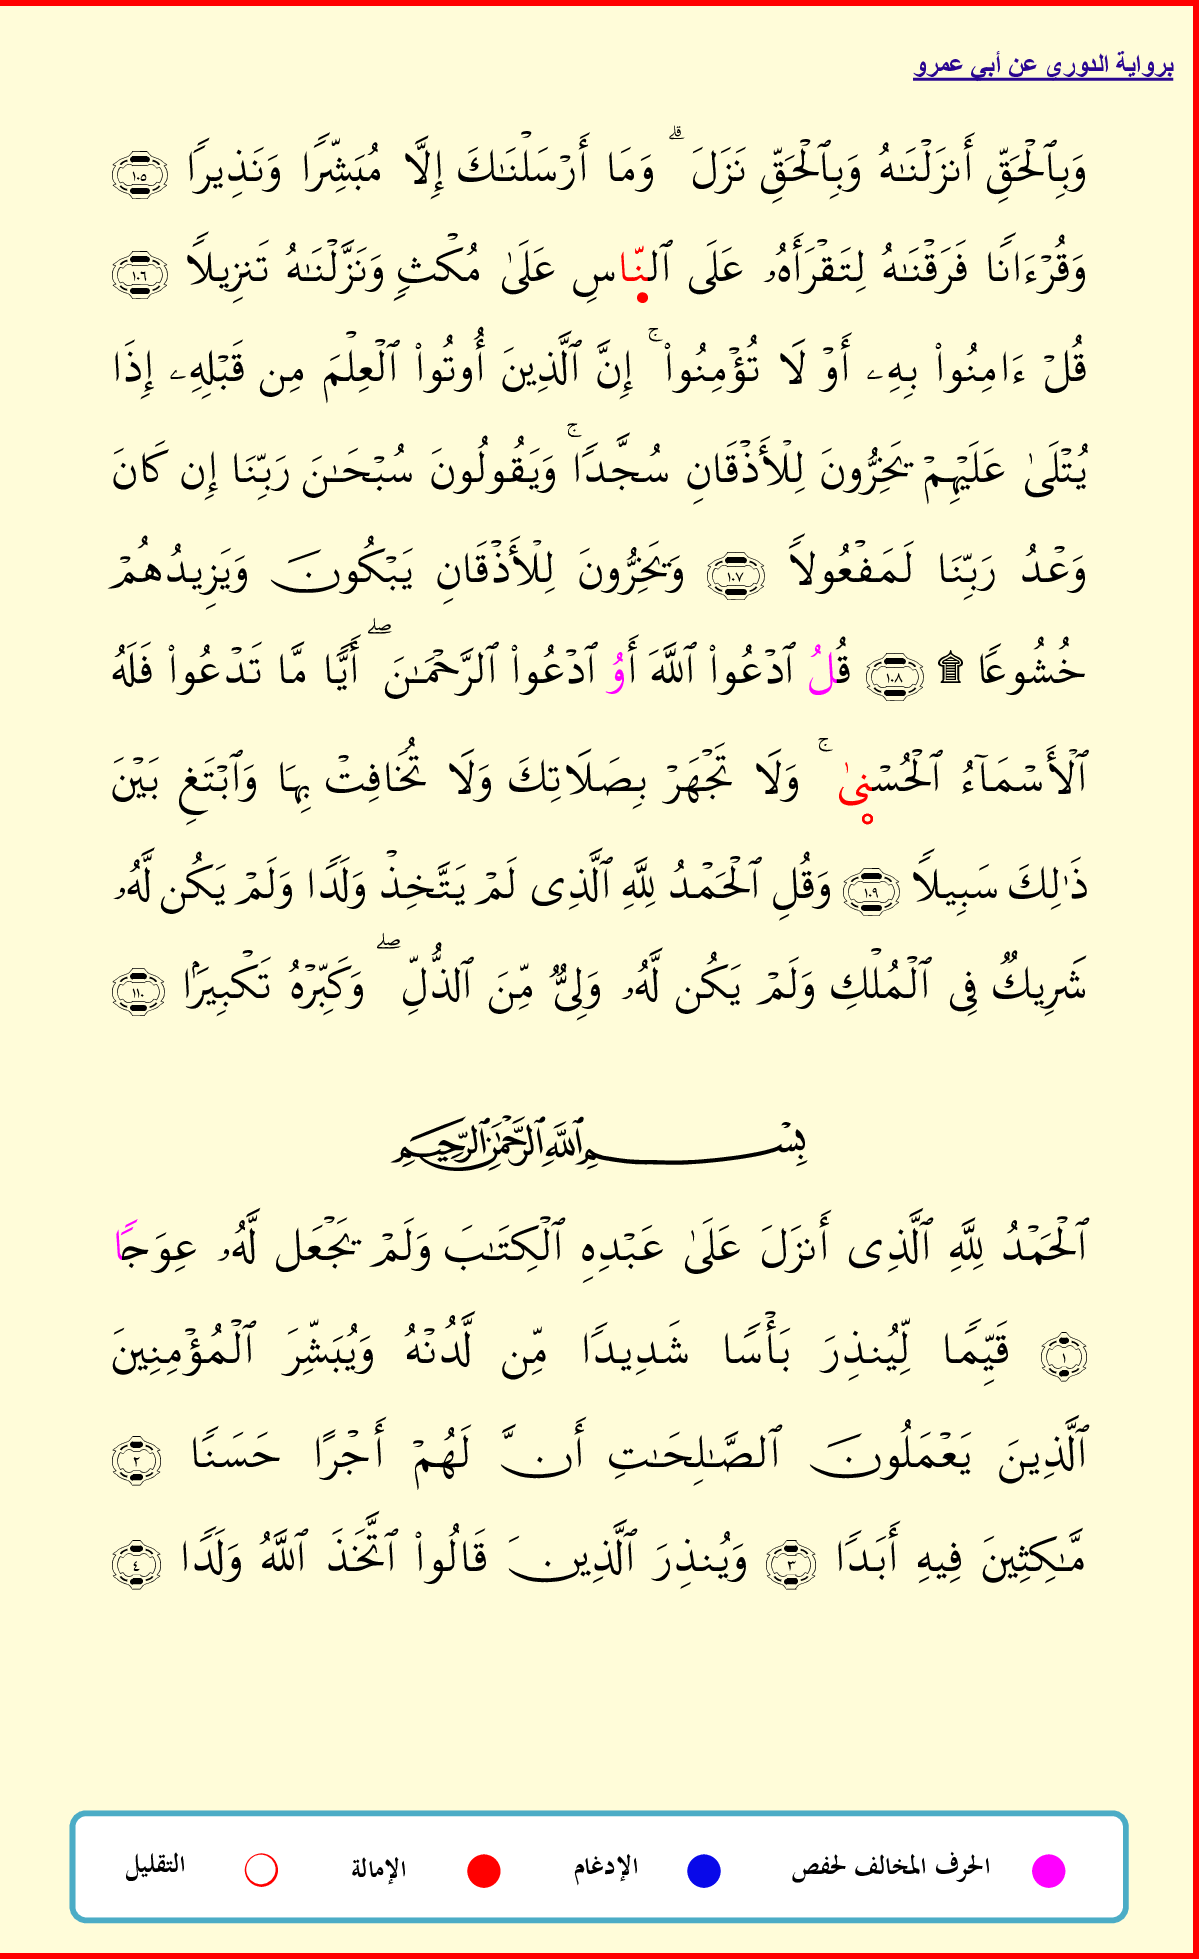 برواية الدورى عن أبى عمرو
وَبِٱلۡحَقِّ أَنزَلۡنَٰهُ وَبِٱلۡحَقِّ نَزَلَ ۗ وَمَا أَرۡسَلۡنَٰكَ إِلَّا مُبَشِّرًا وَنَذِيرًا ١٠٥
وَقُرۡءَانًا فَرَقۡنَٰهُ لِتَقۡرَأَهُۥ عَلَى ٱلنَّاسِ عَلَىٰ مُكۡثٍ وَنَزَّلۡنَٰهُ تَنزِيلًا ١٠٦
قُلۡ ءَامِنُواْ بِهِۦ أَوۡ لَا تُؤۡمِنُواْ ۚ إِنَّ ٱلَّذِينَ أُوتُواْ ٱلۡعِلۡمَ مِن قَبۡلِهِۦ إِذَا
يُتۡلَىٰ عَلَيۡهِمۡ يَخِرُّونَ لِلۡأَذۡقَانِ سُجَّدًا ۚ وَيَقُولُونَ سُبۡحَٰنَ رَبِّنَا إِن كَانَ
وَعۡدُ رَبِّنَا لَمَفۡعُولًا ١٠٧ وَيَخِرُّونَ لِلۡأَذۡقَانِ يَبۡكُونَ وَيَزِيدُهُمۡ
خُشُوعًا ۩ ١٠٨ قُلُ ٱدۡعُواْ ٱللَّهَ أَوُ ٱدۡعُواْ ٱلرَّحۡمَٰنَ ۖ أَيًّا مَّا تَدۡعُواْ فَلَهُ
ٱلۡأَسۡمَآءُ ٱلۡحُسۡنىٰ ۚ وَلَا تَجۡهَرۡ بِصَلَاتِكَ وَلَا تُخَافِتۡ بِهَا وَٱبۡتَغِ بَيۡنَ
ذَٰلِكَ سَبِيلًا ١٠٩ وَقُلِ ٱلۡحَمۡدُ لِلَّهِ ٱلَّذِى لَمۡ يَتَّخِذۡ وَلَدًا وَلَمۡ يَكُن لَّهُۥ
شَرِيكٌ فِى ٱلۡمُلۡكِ وَلَمۡ يَكُن لَّهُۥ وَلِىٌّ مِّنَ ٱلذُّلِّ ۖ وَكَبِّرۡهُ تَكۡبِيرَۢا ١١٠
بِسۡمِ ٱللَّهِ ٱلرَّحۡمَٰنِ ٱلرَّحِيمِ
ٱلۡحَمۡدُ لِلَّهِ ٱلَّذِى أَنزَلَ عَلَىٰ عَبۡدِهِ ٱلۡكِتَٰبَ وَلَمۡ يَجۡعَل لَّهُۥ عِوَجًا
١ قَيِّمًا لِّيُنذِرَ بَأۡسًا شَدِيدًا مِّن لَّدُنۡهُ وَيُبَشِّرَ ٱلۡمُؤۡمِنِينَ
ٱلَّذِينَ يَعۡمَلُونَ ٱلصَّٰلِحَٰتِ أَنَّ لَهُمۡ أَجۡرًا حَسَنًا ٢
مَّٰكِثِينَ فِيهِ أَبَدًا ٣ وَيُنذِرَ ٱلَّذِينَ قَالُواْ ٱتَّخَذَ ٱللَّهُ وَلَدًا ٤
الحرف المخالف لحفص الإدغام الإمالة التقليل